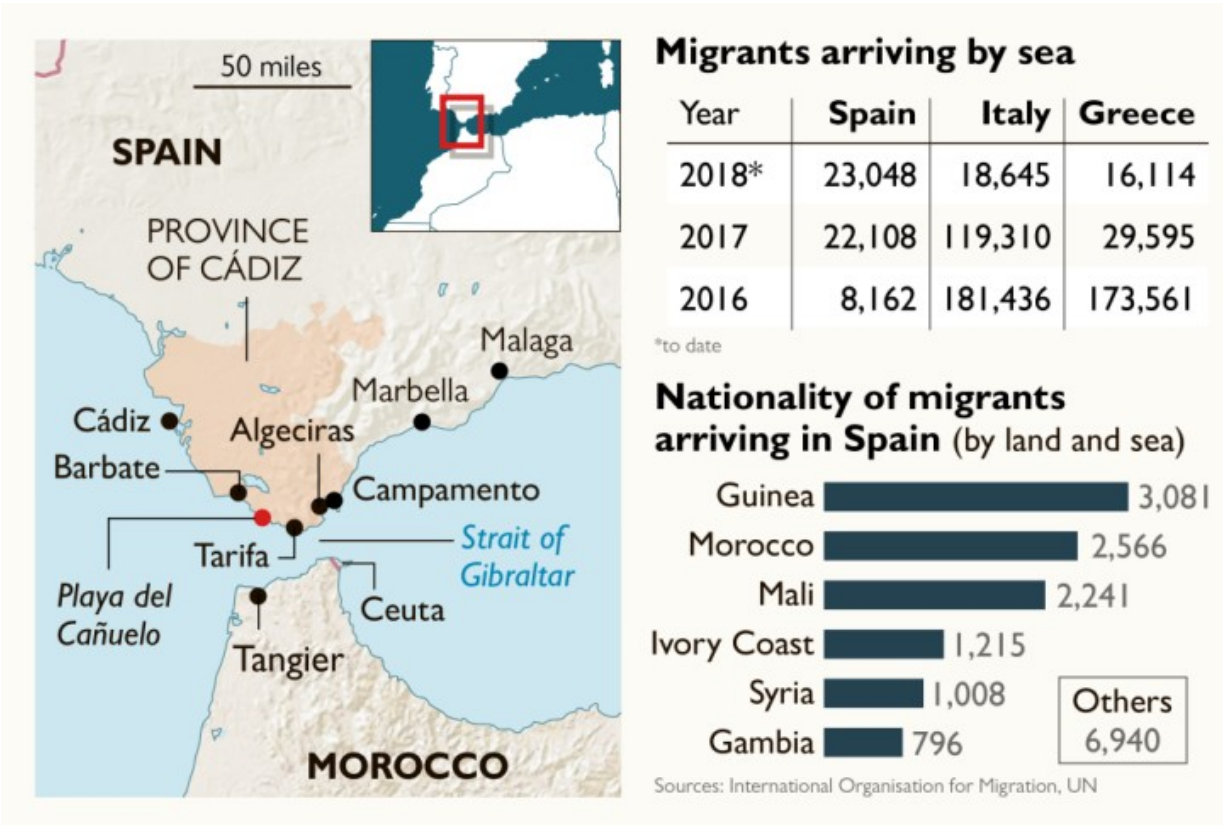 50 miles
SPAIN
PROVINCE
OF CÁDIZ
Malaga
Marbella
Cádiz
Algeciras
Barbate
Campamento
Tarifa
Strait of
Gibraltar
Playa del
Cañuelo
Ceuta
Tangier
MOROCCO
Migrants arriving by sea
Year Spain Italy Greece
2018* 23,048 18,645 16,114
2017 22,108 119,310 29,595
2016 8,162 181,436 173,561
*to date
Nationality of migrants
arriving in Spain (by land and sea)
Guinea 3,081
Morocco 2,566
Mali 2,241
Ivory Coast 1,215
Syria 1,008
Gambia 796
Others
6,940
Sources: International Organisation for Migration, UN